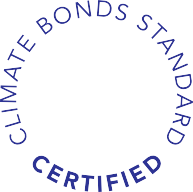 CLIMATE BONDS STANDARD
CERTIFIED